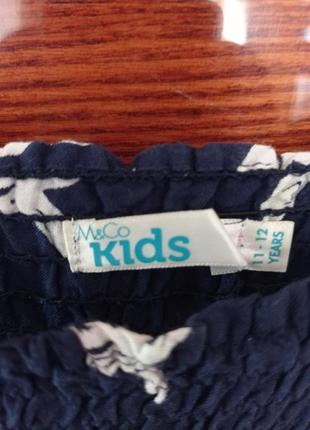 M&Co
Kids
11 - 12
YEARS